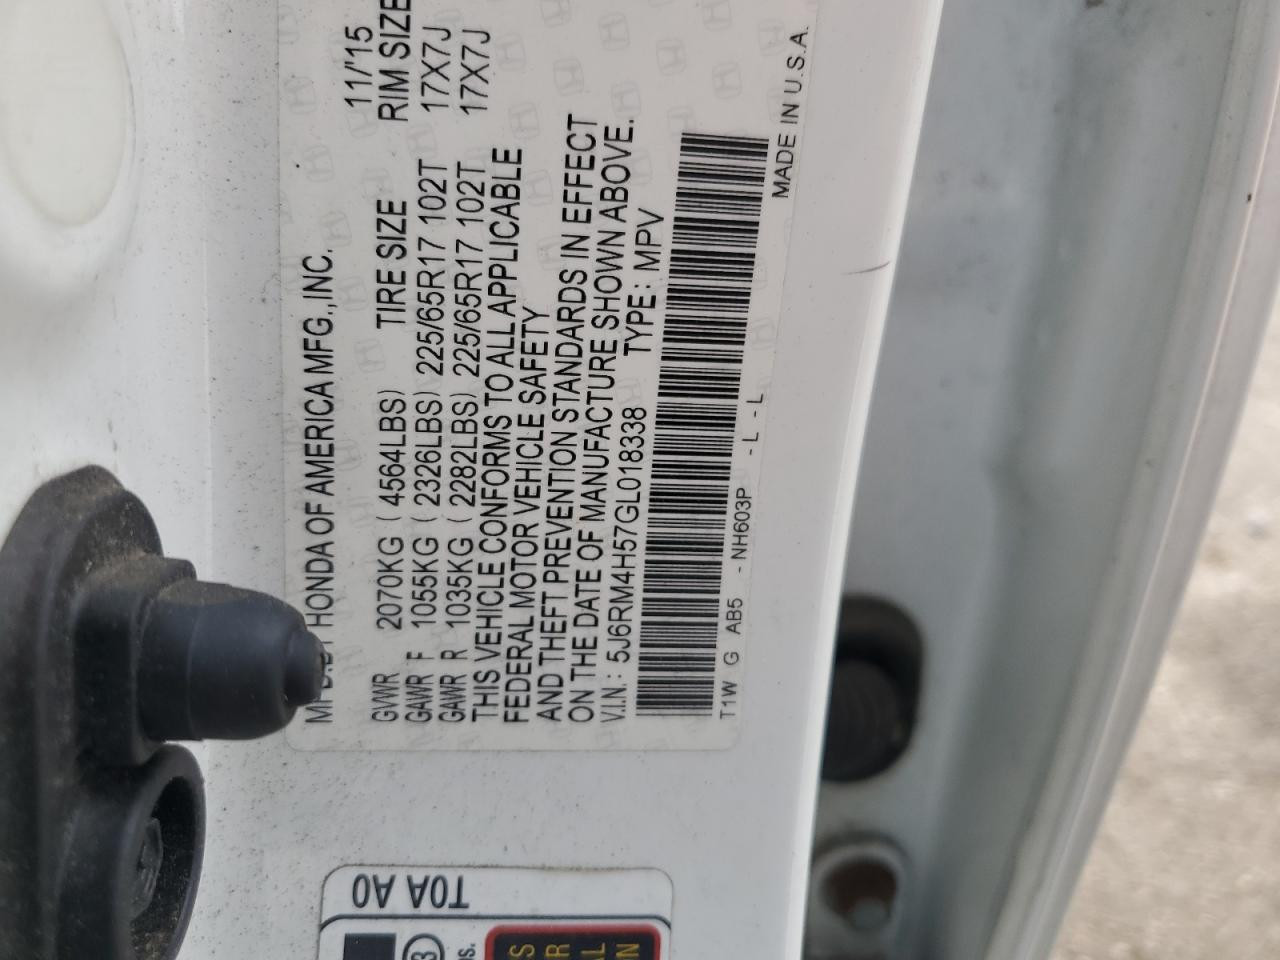 HONDA OF AMERICA MFG.,INC. 11/'15
GVWR 2070KG ( 4564LBS) TIRE SIZE RIM SIZE
GAWR F 1055KG ( 2326LBS) 225/65R17 102T 17X7J
GAWR R 1035KG ( 2282LBS) 225/65R17 102T 17X7J
THIS VEHICLE CONFORMS TO ALL APPLICABLE
FEDERAL MOTOR VEHICLE SAFETY
AND THEFT PREVENTION STANDARDS IN EFFECT
ON THE DATE OF MANUFACTURE SHOWN ABOVE.
V.I.N.: 5J6RM4H57GL018338 TYPE: MPV
T1W G AB5 - NH603P - L - L
MADE IN U.S.A.
T0A A0